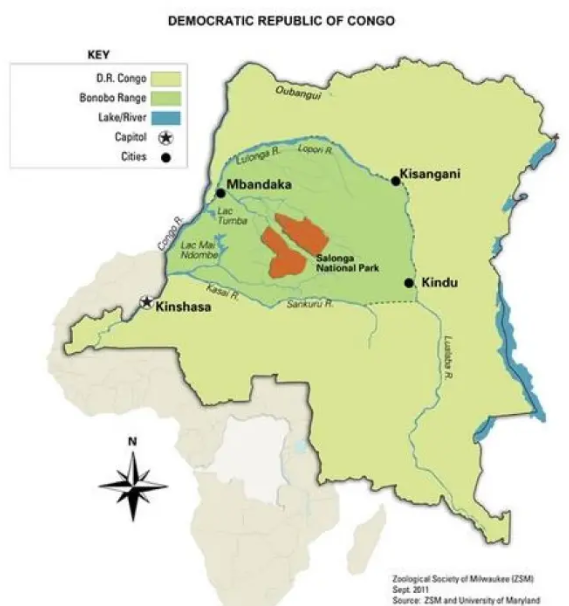 DEMOCRATIC REPUBLIC OF CONGO
KEY
D.R. Congo
Bonobo Range
Lake/River
Capitol
Cities
Oubangui
Lulonga R.
Lopori R.
Kisangani
Mbandaka
Lac
Tumba
Congo R.
Lac Mai
Ndombe
Salonga
National Park
Kindu
Kasai R.
Sankuru R.
Kinshasa
Lualaba R.
N
Zoological Society of Milwaukee (ZSM)
Sept. 2011
Source: ZSM and University of Maryland